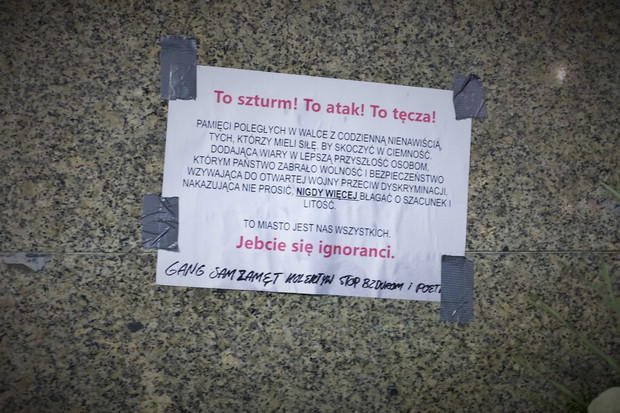 To szturm! To atak! To tęcza!
PAMIĘCI POLEGŁYCH W WALCE Z CODZIENNĄ NIENAWIŚCIĄ,
TYCH, KTÓRZY MIELI SIŁĘ. BY SKOCZYĆ W CIEMNOŚĆ.
DODAJĄCA WIARY W LEPSZĄ PRZYSZŁOŚĆ OSOBOM,
KTÓRYM PAŃSTWO ZABRAŁO WOLNOŚĆ I BEZPIECZEŃSTWO
WZYWAJĄCA DO OTWARTEJ WOJNY PRZECIW DYSKRYMINACJI.
NAKAZUJĄCA NIE PROSIĆ, NIGDY WIĘCEJ BŁAGAĆ O SZACUNEK I
LITOŚĆ.
TO MIASTO JEST NAS WSZYSTKICH.
Jebcie się ignoranci.
GANG SAM ZAMĘT KOLEKTYW STOP BZDUROM I